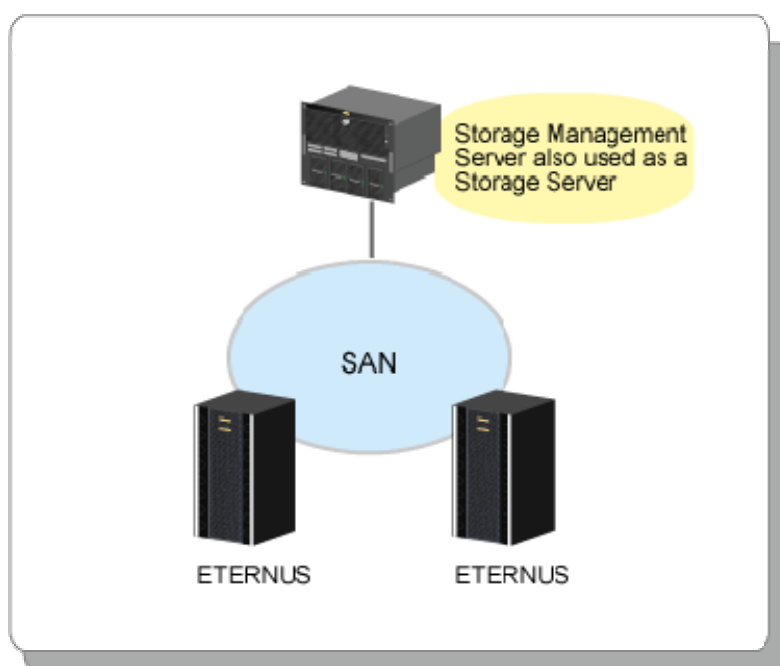 Storage Management
Server also used as a
Storage Server
SAN
ETERNUS
ETERNUS